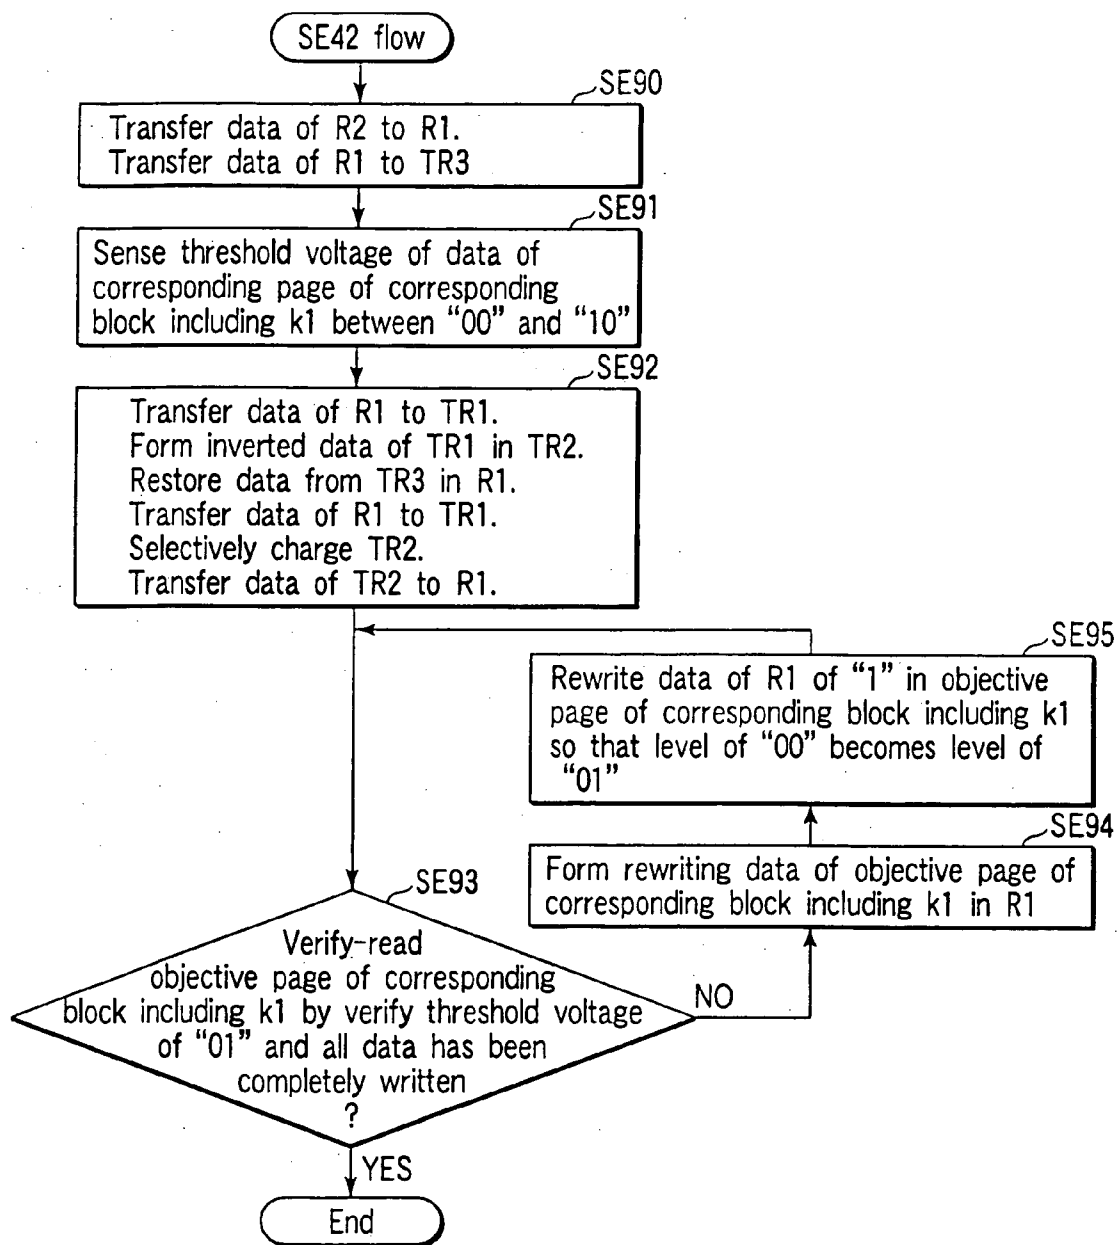 SE42 flow
SE90
Transfer data of R2 to R1.
Transfer data of R1 to TR3
SE91
Sense threshold voltage of data of
corresponding page of corresponding
block including k1 between “00” and “10”
SE92
Transfer data of R1 to TR1.
Form inverted data of TR1 in TR2.
Restore data from TR3 in R1.
Transfer data of R1 to TR1.
Selectively charge TR2.
Transfer data of TR2 to R1.
SE95
Rewrite data of R1 of “1” in objective
page of corresponding block including k1
so that level of “00” becomes level of
“01”
SE94
Form rewriting data of objective page of
corresponding block including k1 in R1
SE93
Verify-read
objective page of corresponding
block including k1 by verify threshold voltage
of “01” and all data has been
completely written
?
NO
YES
End